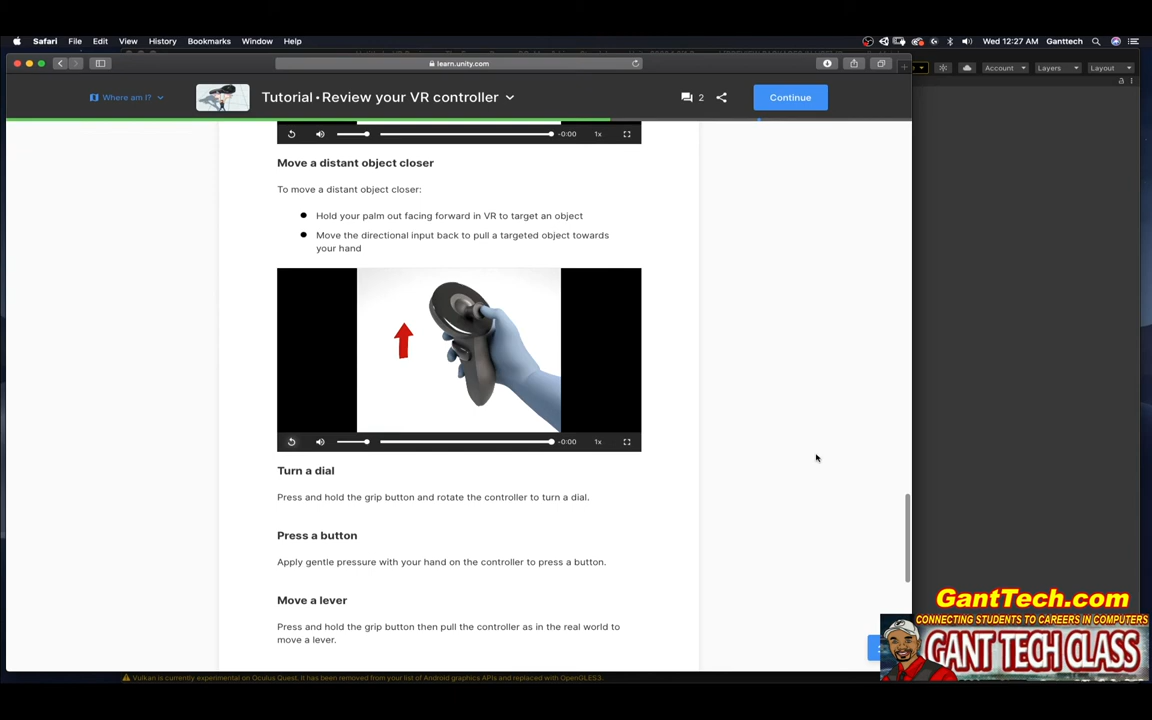 Safari File Edit View History Bookmarks Window Help Wed 12:27 AM Ganttech
learn.unity.com
Account Layers Layout
Where am I? Tutorial • Review your VR controller 2 Continue
-0:00 1x
Move a distant object closer
To move a distant object closer:
Hold your palm out facing forward in VR to target an object
Move the directional input back to pull a targeted object towards
your hand
-0:00 1x
Turn a dial
Press and hold the grip button and rotate the controller to turn a dial.
Press a button
Apply gentle pressure with your hand on the controller to press a button.
Move a lever
Press and hold the grip button then pull the controller as in the real world to
move a lever.
GantTech.com
CONNECTING STUDENTS TO CAREERS IN COMPUTERS
GANT TECH CLASS
Vulkan is currently experimental on Oculus Quest. It has been removed from your list of Android graphics APIs and replaced with OpenGLES3.